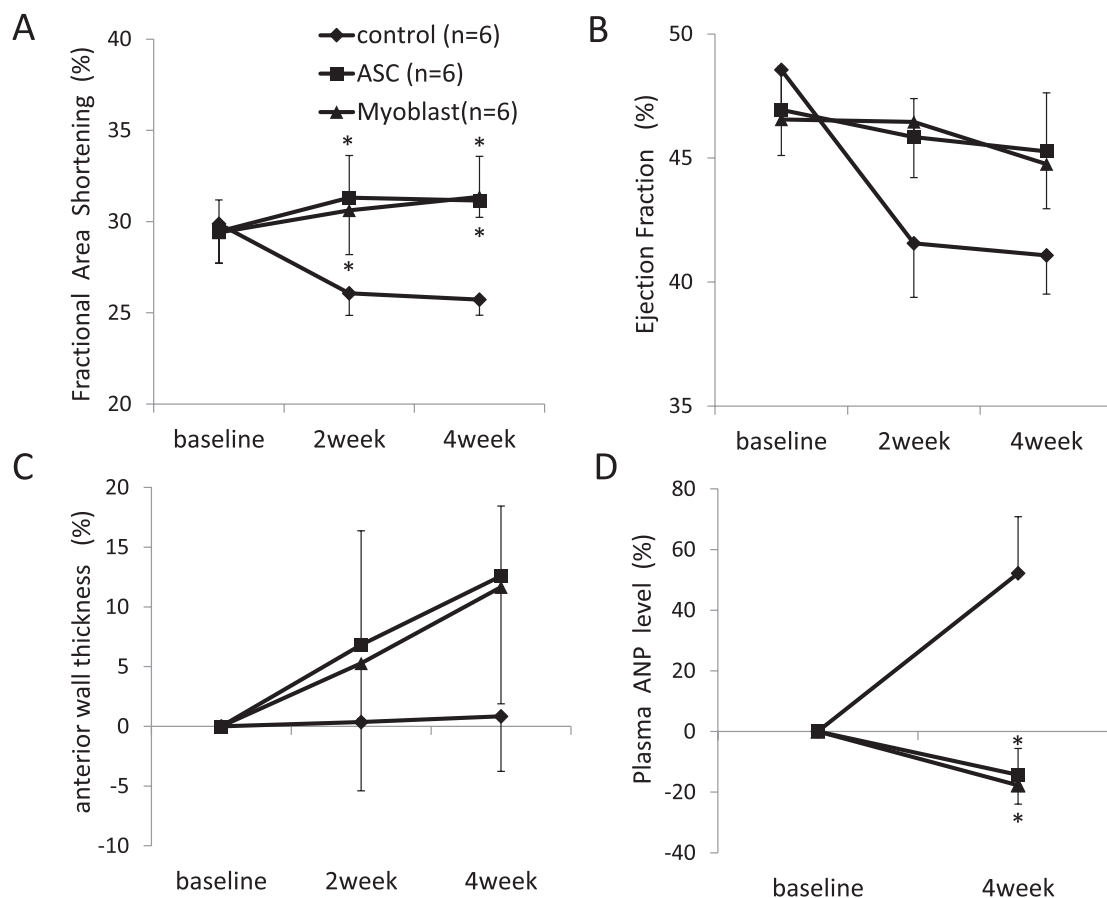 A
Fractional Area Shortening (%)
40
35
30
25
20
control (n=6)
ASC (n=6)
Myoblast(n=6)
*
*
*
*
baseline 2week 4week
B
Ejection Fraction (%)
50
45
40
35
baseline 2week 4week
C
anterior wall thickness (%)
20
15
10
5
0
-5
-10
baseline 2week 4week
D
Plasma ANP level (%)
80
60
40
20
0
-20
-40
*
*
baseline 4week